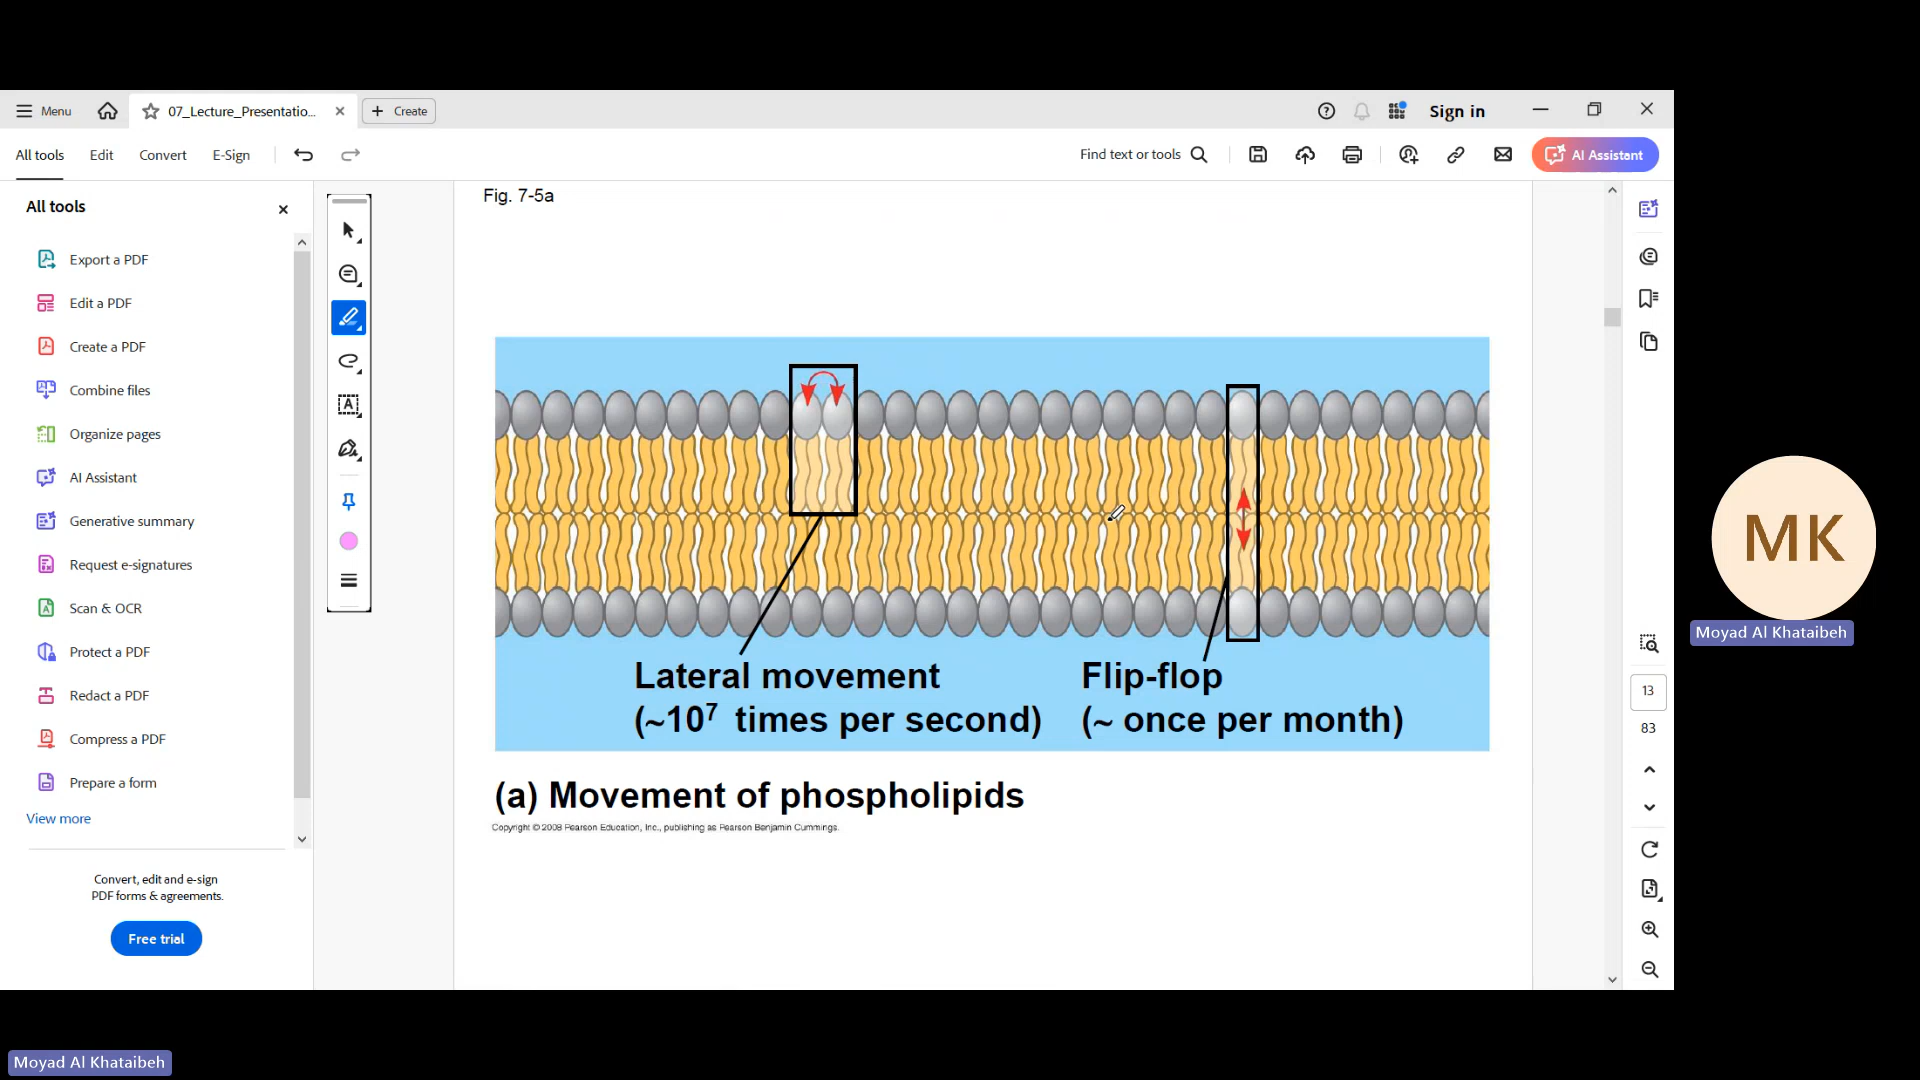 Menu
07_Lecture_Presentatio...
Create
Sign in
All tools
Edit
Convert
E-Sign
Find text or tools
AI Assistant
All tools
Export a PDF
Edit a PDF
Create a PDF
Combine files
Organize pages
AI Assistant
Generative summary
Request e-signatures
Scan & OCR
Protect a PDF
Redact a PDF
Compress a PDF
Prepare a form
View more
Convert, edit and e-sign
PDF forms & agreements.
Free trial
Fig. 7-5a
Lateral movement
(~10⁷ times per second)
Flip-flop
(~ once per month)
(a) Movement of phospholipids
Copyright © 2008 Pearson Education, Inc., publishing as Pearson Benjamin Cummings.
13
83
MK
Moyad Al Khataibeh
Moyad Al Khataibeh